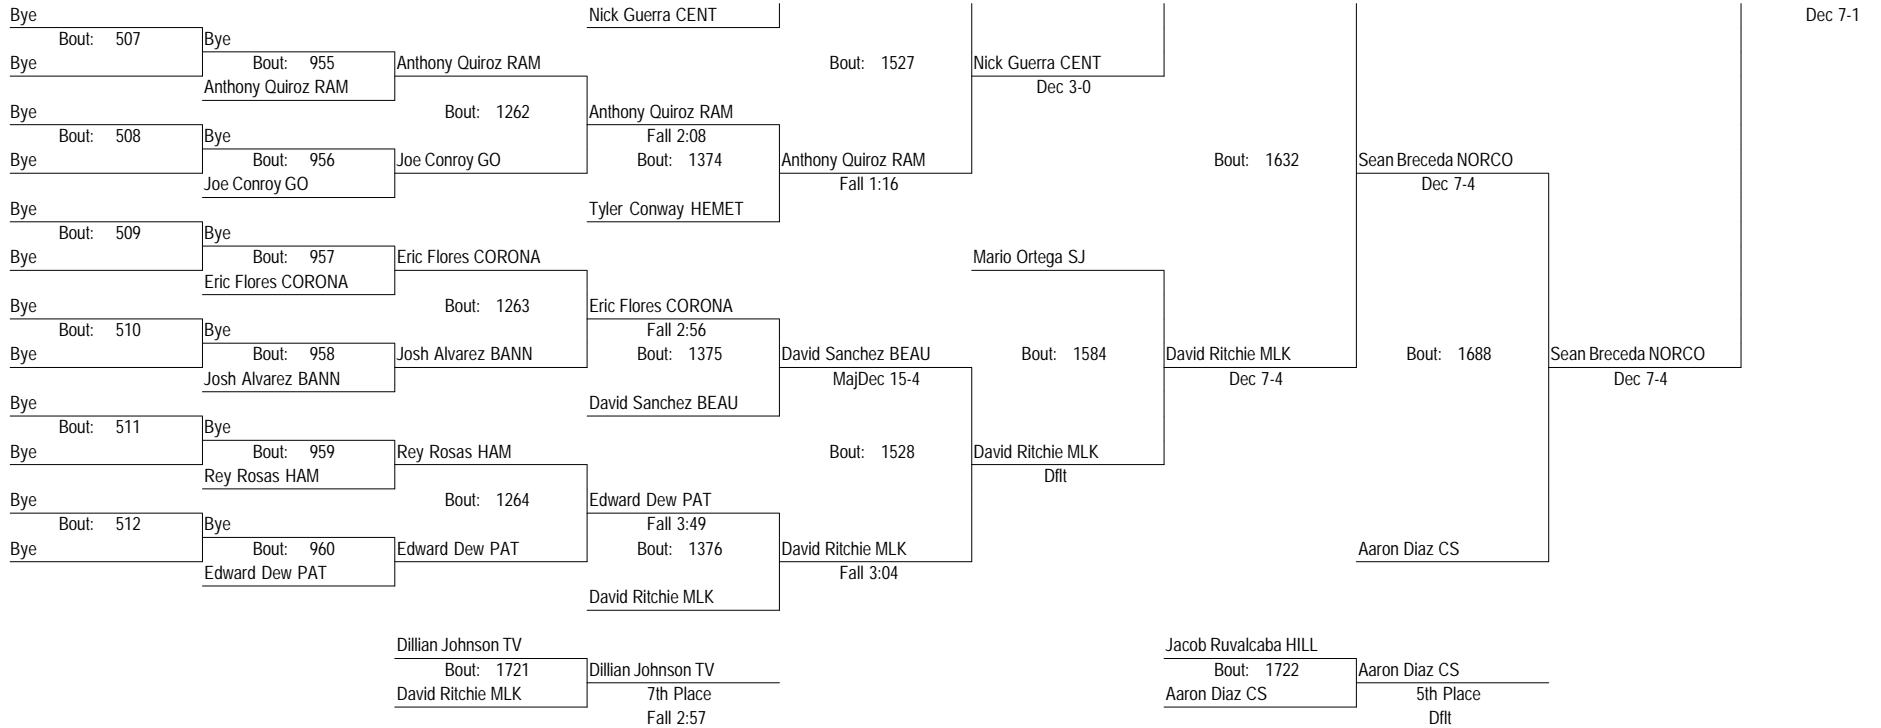 Bye Nick Guerra CENT Dec 7-1
Bout: 507 Bye
Bye Bout: 955 Anthony Quiroz RAM Bout: 1527 Nick Guerra CENT
Anthony Quiroz RAM Dec 3-0
Bye Bout: 1262 Anthony Quiroz RAM
Bout: 508 Bye Fall 2:08
Bye Bout: 956 Joe Conroy GO Bout: 1374 Anthony Quiroz RAM Bout: 1632 Sean Breceda NORCO
Joe Conroy GO Fall 1:16 Dec 7-4
Bye Tyler Conway HEMET
Bout: 509 Bye
Bye Bout: 957 Eric Flores CORONA Mario Ortega SJ
Eric Flores CORONA
Bye Bout: 1263 Eric Flores CORONA
Bout: 510 Bye Fall 2:56
Bye Bout: 958 Josh Alvarez BANN Bout: 1375 David Sanchez BEAU Bout: 1584 David Ritchie MLK Bout: 1688 Sean Breceda NORCO
Josh Alvarez BANN MajDec 15-4 Dec 7-4 Dec 7-4
Bye David Sanchez BEAU
Bout: 511 Bye
Bye Bout: 959 Rey Rosas HAM Bout: 1528 David Ritchie MLK
Rey Rosas HAM Dflt
Bye Bout: 1264 Edward Dew PAT
Bout: 512 Bye Fall 3:49
Bye Bout: 960 Edward Dew PAT Bout: 1376 David Ritchie MLK Aaron Diaz CS
Edward Dew PAT Fall 3:04
David Ritchie MLK
Dillian Johnson TV Jacob Ruvalcaba HILL
Bout: 1721 Dillian Johnson TV Bout: 1722 Aaron Diaz CS
David Ritchie MLK 7th Place Aaron Diaz CS 5th Place
Fall 2:57 Dflt